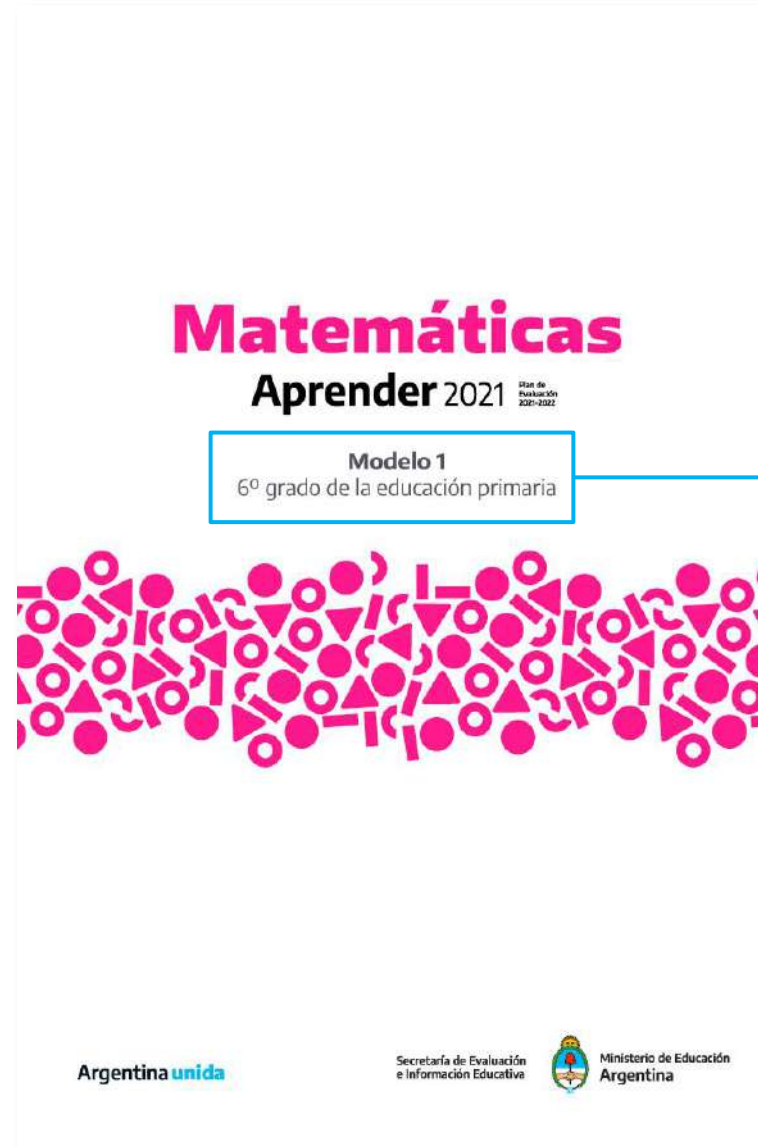 Matemáticas
Aprender 2021 Plan de
Evaluación
2021-2022
Modelo 1
6º grado de la educación primaria
Argentina unida
Secretaría de Evaluación
e Información Educativa
Ministerio de Educación
Argentina